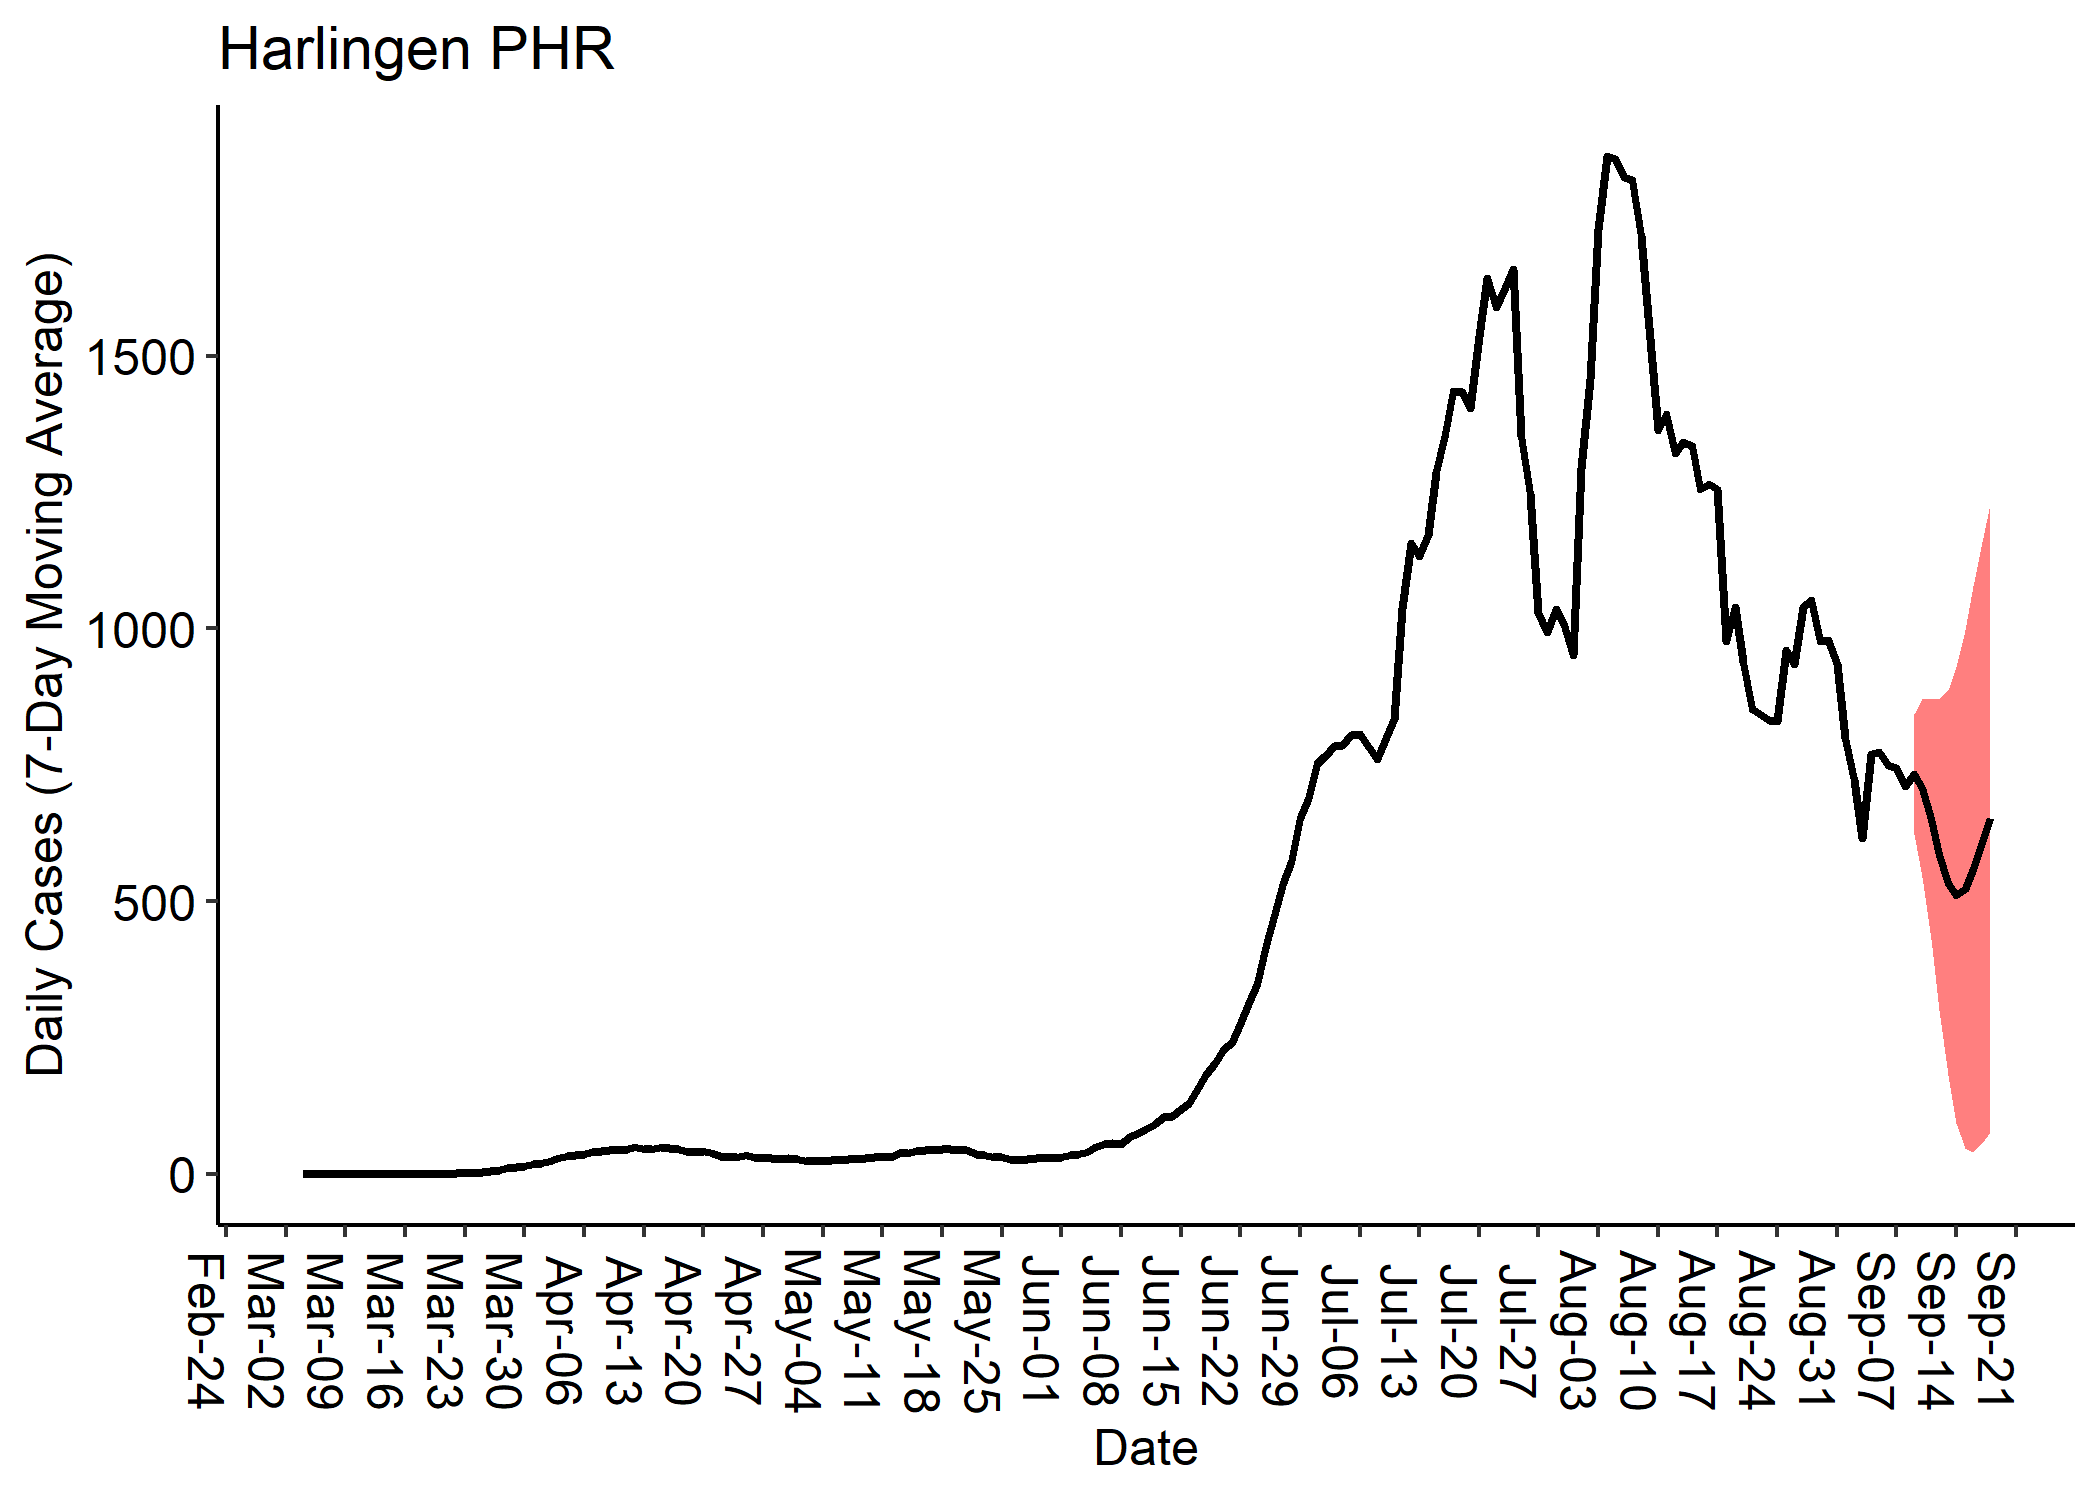 Harlingen PHR
Daily Cases (7-Day Moving Average)
1500
1000
500
0
Feb-24
Mar-02
Mar-09
Mar-16
Mar-23
Mar-30
Apr-06
Apr-13
Apr-20
Apr-27
May-04
May-11
May-18
May-25
Jun-01
Jun-08
Jun-15
Jun-22
Jun-29
Jul-06
Jul-13
Jul-20
Jul-27
Aug-03
Aug-10
Aug-17
Aug-24
Aug-31
Sep-07
Sep-14
Sep-21
Date